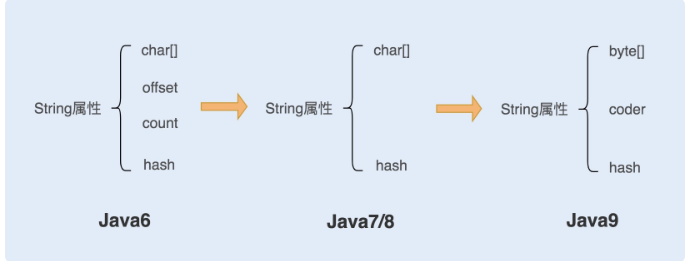 String属性
char[]
offset
count
hash
Java6
String属性
char[]
hash
Java7/8
String属性
byte[]
coder
hash
Java9